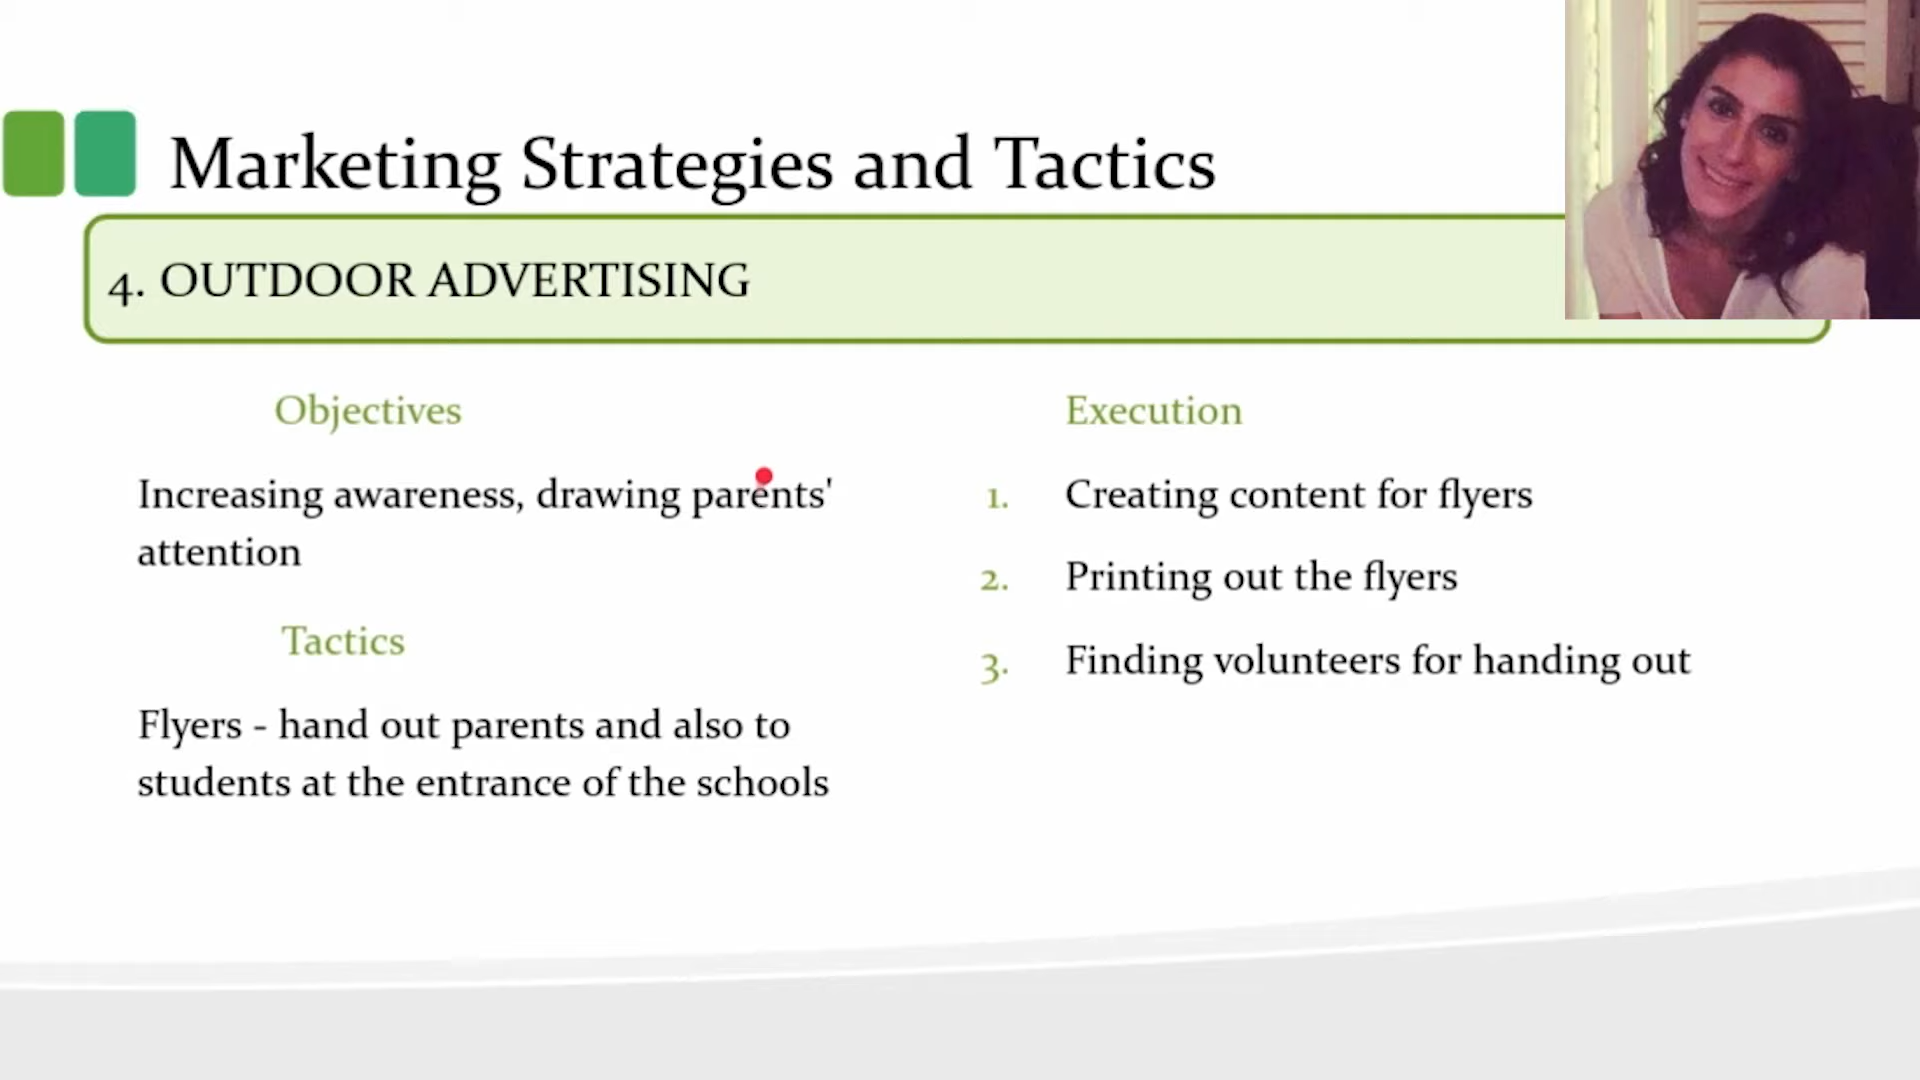 Marketing Strategies and Tactics
4. OUTDOOR ADVERTISING
Objectives
Increasing awareness, drawing parents'
attention
Tactics
Flyers - hand out parents and also to
students at the entrance of the schools
Execution
1. Creating content for flyers
2. Printing out the flyers
3. Finding volunteers for handing out